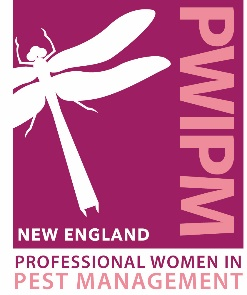 PWIPM
NEW ENGLAND
PROFESSIONAL WOMEN IN
PEST MANAGEMENT